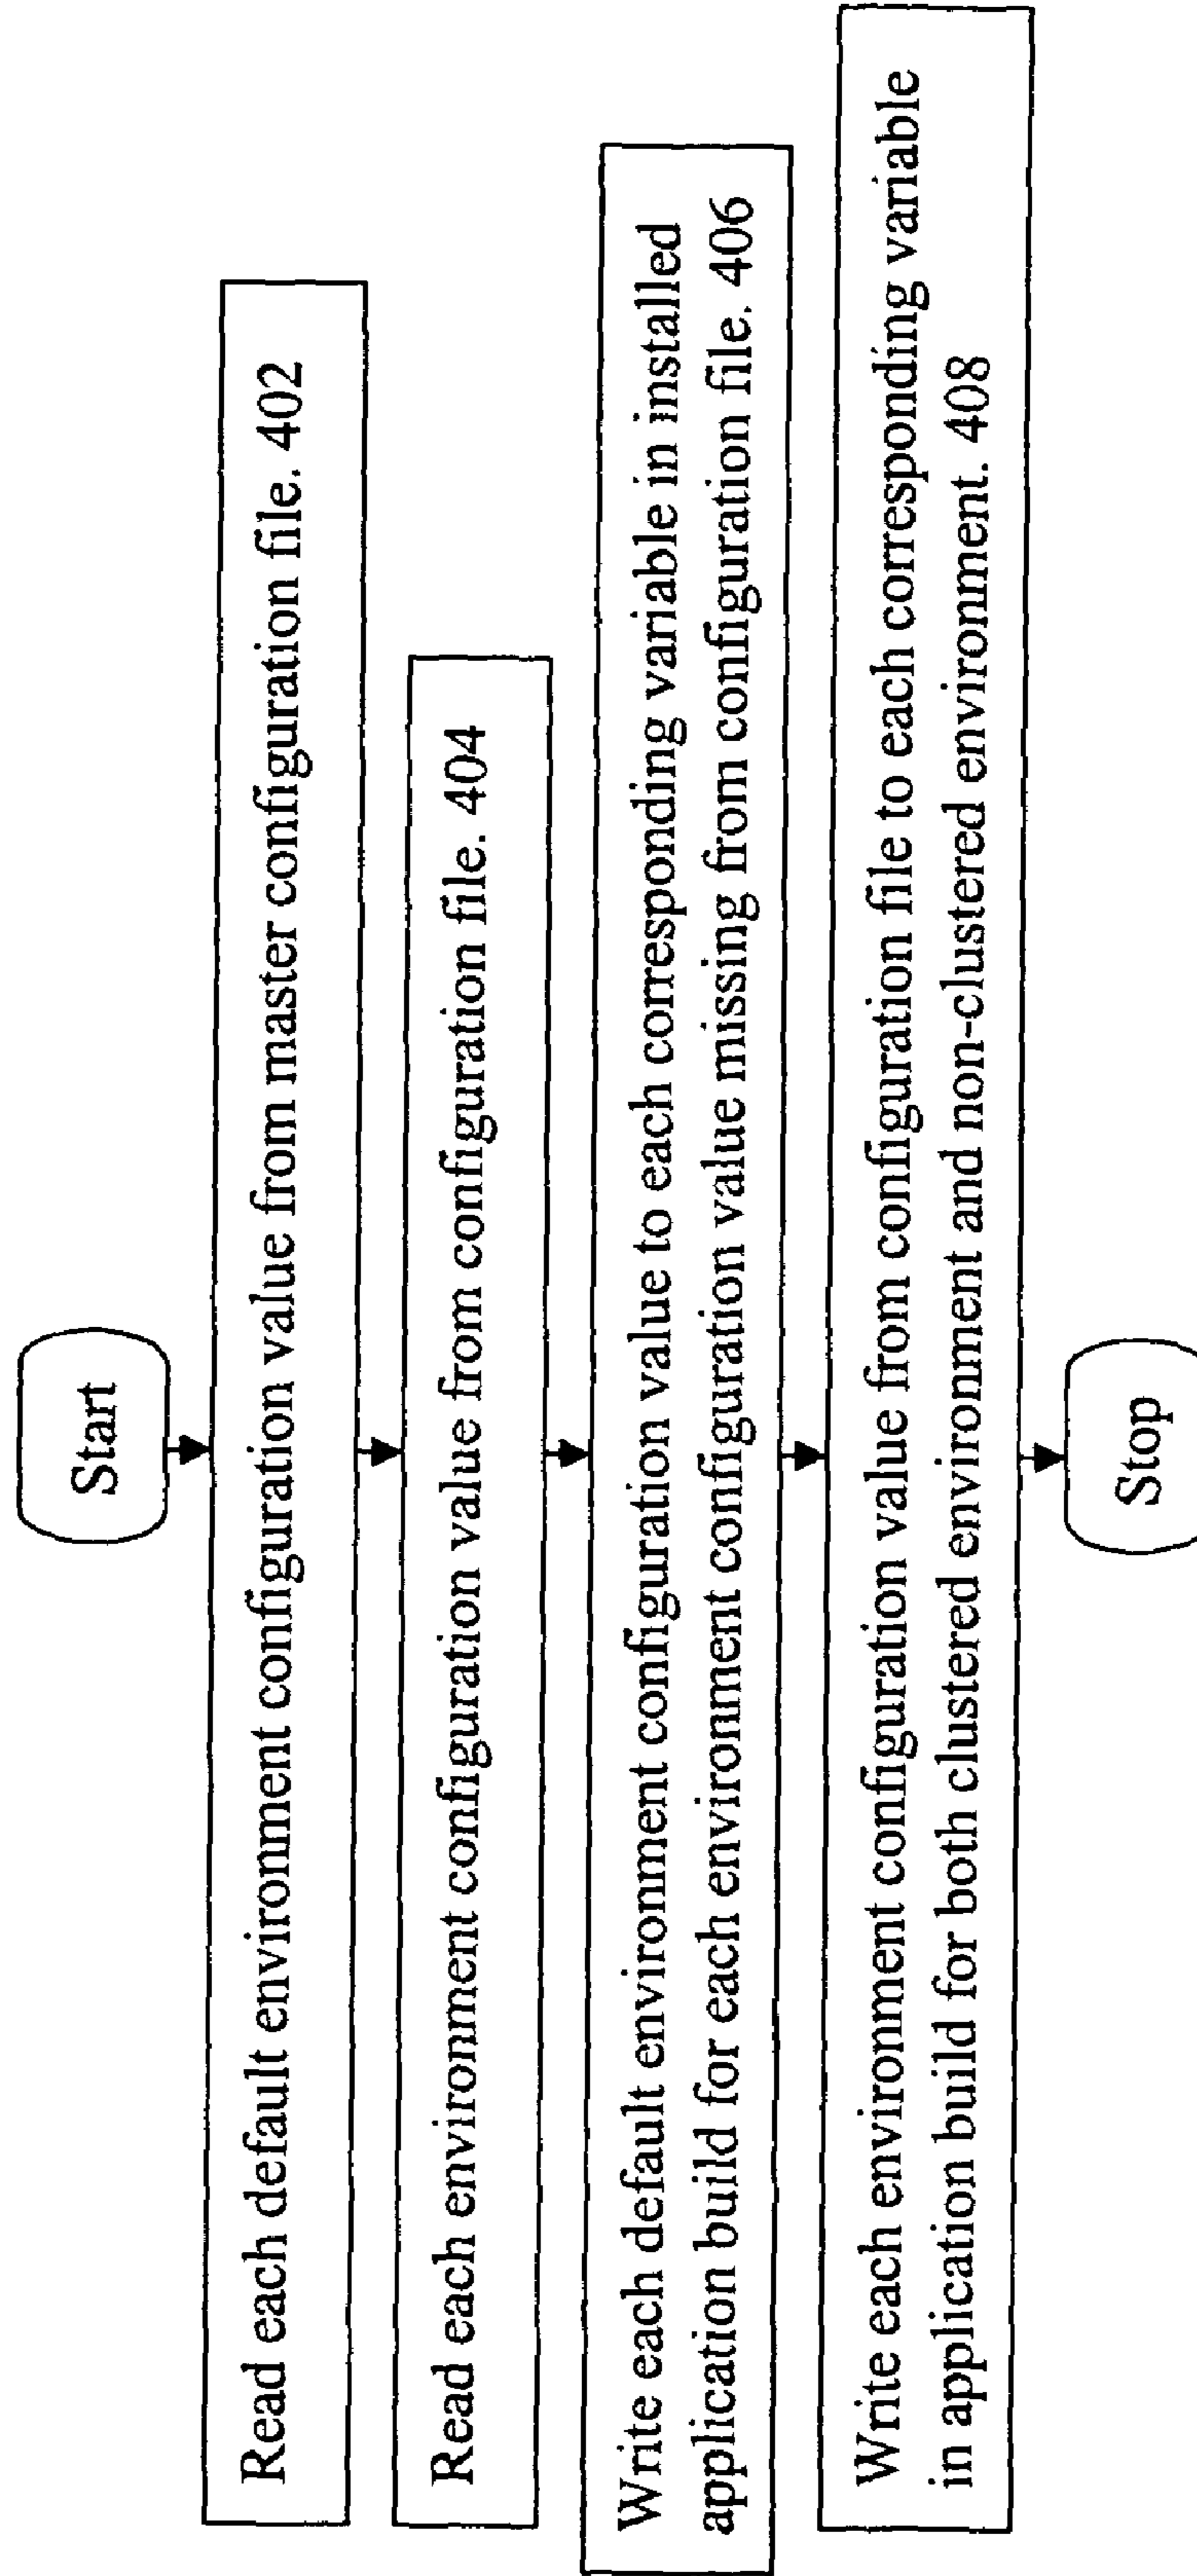 Start
Read each default environment configuration value from master configuration file. 402
Read each environment configuration value from configuration file. 404
Write each default environment configuration value to each corresponding variable in installed
application build for each environment configuration value missing from configuration file. 406
Write each environment configuration value from configuration file to each corresponding variable
in application build for both clustered environment and non-clustered environment. 408
Stop